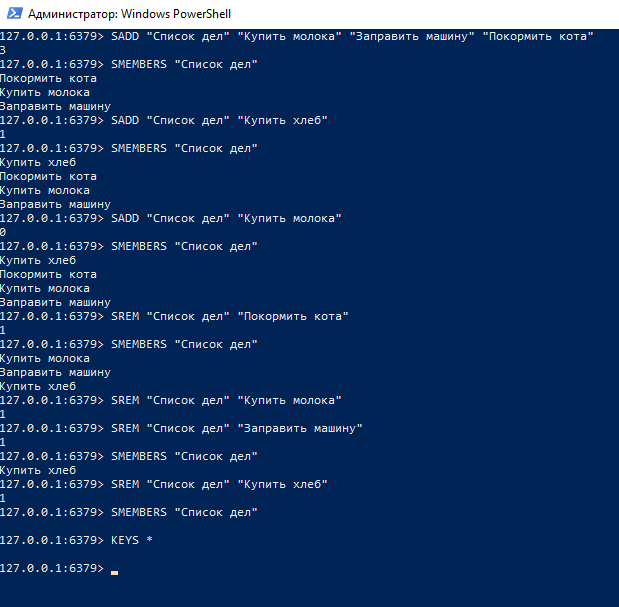 Администратор: Windows PowerShell
127.0.0.1:6379> SADD "Список дел" "Купить молока" "Заправить машину" "Покормить кота"
3
127.0.0.1:6379> SMEMBERS "Список дел"
Покормить кота
Купить молока
Заправить машину
127.0.0.1:6379> SADD "Список дел" "Купить хлеб"
1
127.0.0.1:6379> SMEMBERS "Список дел"
Купить хлеб
Покормить кота
Купить молока
Заправить машину
127.0.0.1:6379> SADD "Список дел" "Купить молока"
0
127.0.0.1:6379> SMEMBERS "Список дел"
Купить хлеб
Покормить кота
Купить молока
Заправить машину
127.0.0.1:6379> SREM "Список дел" "Покормить кота"
1
127.0.0.1:6379> SMEMBERS "Список дел"
Купить молока
Заправить машину
Купить хлеб
127.0.0.1:6379> SREM "Список дел" "Купить молока"
1
127.0.0.1:6379> SREM "Список дел" "Заправить машину"
1
127.0.0.1:6379> SMEMBERS "Список дел"
Купить хлеб
127.0.0.1:6379> SREM "Список дел" "Купить хлеб"
1
127.0.0.1:6379> SMEMBERS "Список дел"
127.0.0.1:6379> KEYS *
127.0.0.1:6379>